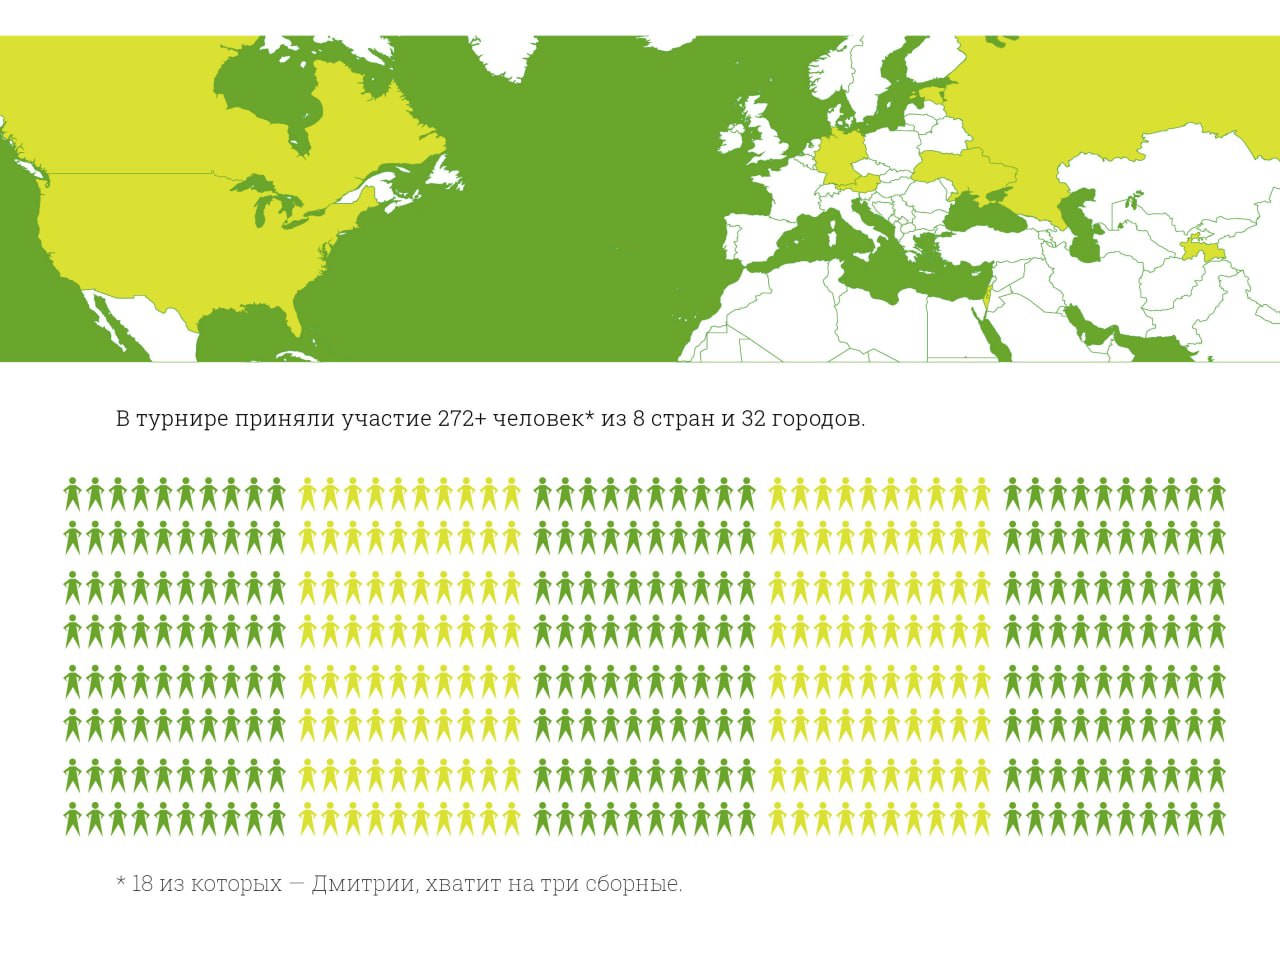 В турнире приняли участие 272+ человек* из 8 стран и 32 городов.
* 18 из которых — Дмитрии, хватит на три сборные.